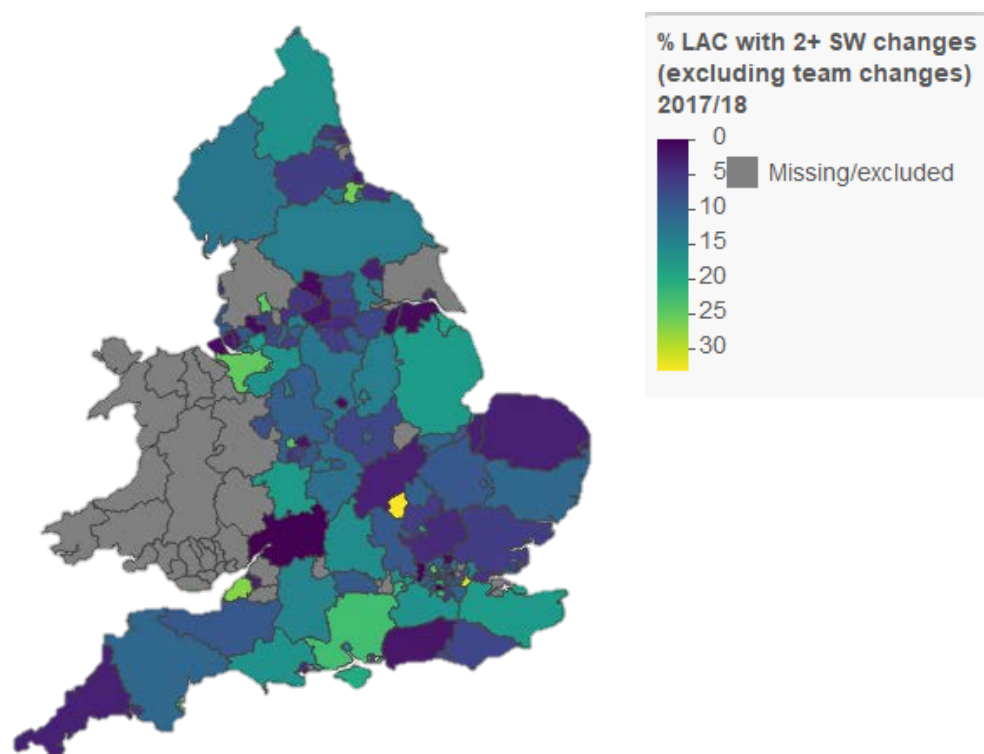 % LAC with 2+ SW changes
(excluding team changes)
2017/18
0
5
Missing/excluded
10
15
20
25
30